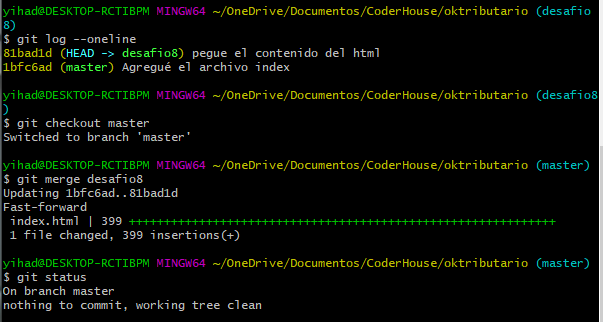 yihad@DESKTOP-RCTIBPM MINGW64 ~/OneDrive/Documentos/CoderHouse/oktributario (desafio
8)
$ git log --oneline
81bad1d (HEAD -> desafio8) pegue el contenido del html
1bfc6ad (master) Agregué el archivo index

yihad@DESKTOP-RCTIBPM MINGW64 ~/OneDrive/Documentos/CoderHouse/oktributario (desafio8
)
$ git checkout master
Switched to branch 'master'

yihad@DESKTOP-RCTIBPM MINGW64 ~/OneDrive/Documentos/CoderHouse/oktributario (master)
$ git merge desafio8
Updating 1bfc6ad..81bad1d
Fast-forward
 index.html | 399 +++++++++++++++++++++++++++++++++++++++++++++++++++++++++++++
 1 file changed, 399 insertions(+)

yihad@DESKTOP-RCTIBPM MINGW64 ~/OneDrive/Documentos/CoderHouse/oktributario (master)
$ git status
On branch master
nothing to commit, working tree clean